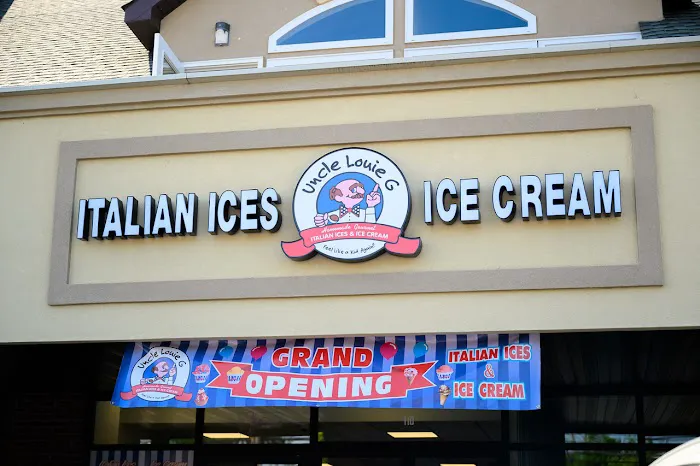 ITALIAN ICES
Uncle Louie G
Homemade Gourmet
ITALIAN ICES & ICE CREAM
Feel Like a Kid Again!
ICE CREAM
Uncle Louie G
GRAND
OPENING
ITALIAN ICES
&
ICE CREAM
110